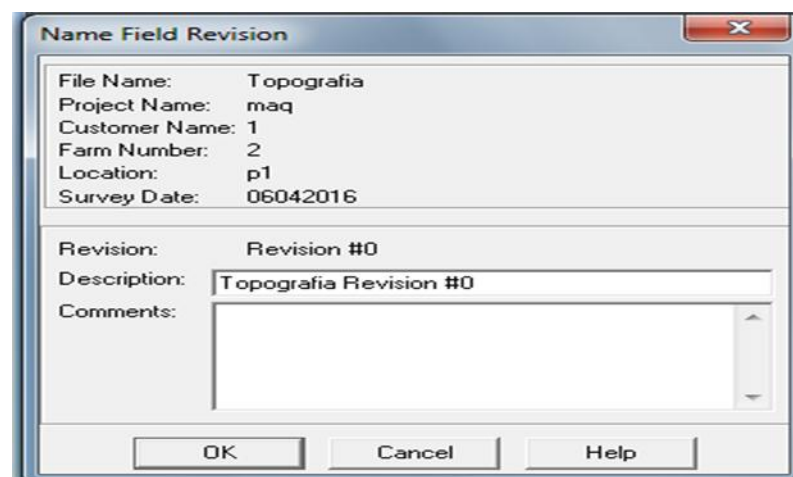 Name Field Revision
File Name: Topografia
Project Name: maq
Customer Name: 1
Farm Number: 2
Location: p1
Survey Date: 06042016
Revision: Revision #0
Description: Topografia Revision #0
Comments:
OK Cancel Help